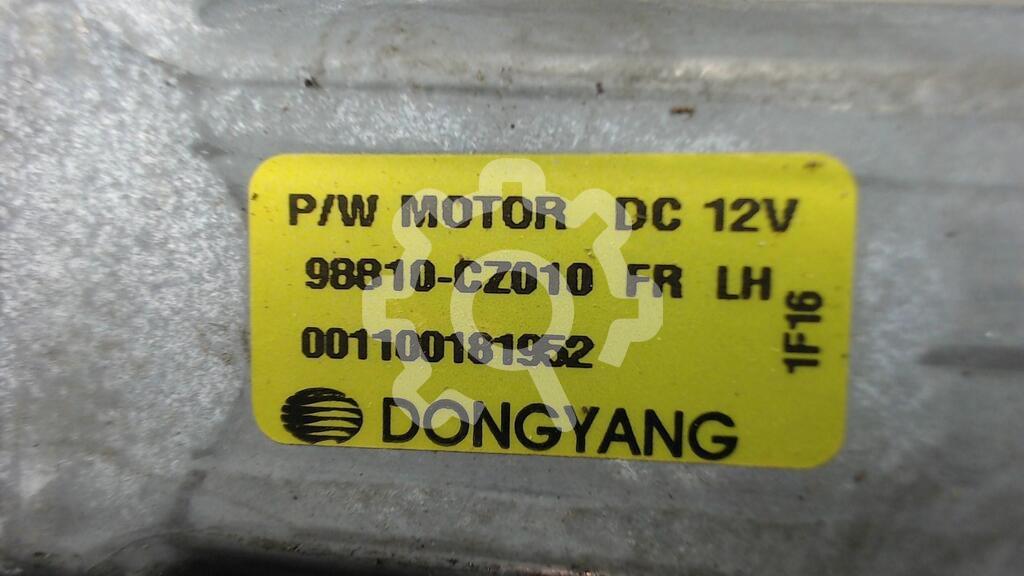 P/W MOTOR DC 12V
98810-CZ010 FR LH
001100181952
1F16
DONGYANG